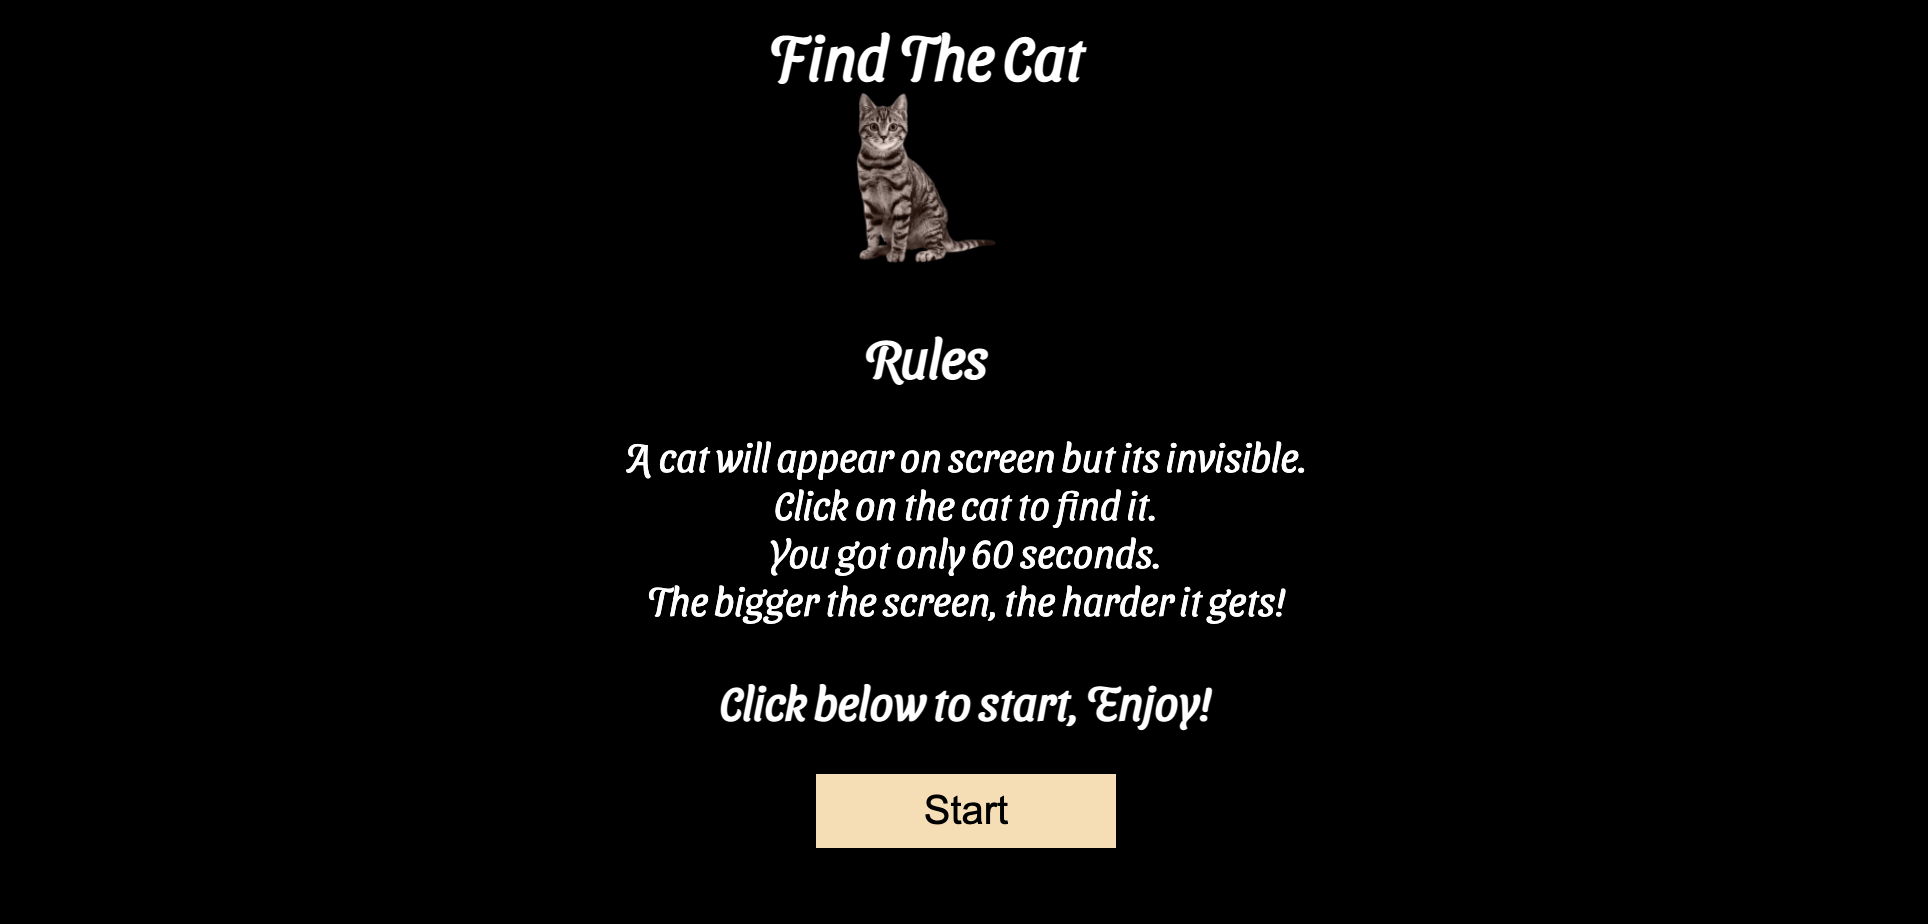 Find The Cat
Rules
A cat will appear on screen but its invisible.
Click on the cat to find it.
You got only 60 seconds.
The bigger the screen, the harder it gets!
Click below to start, Enjoy!
Start